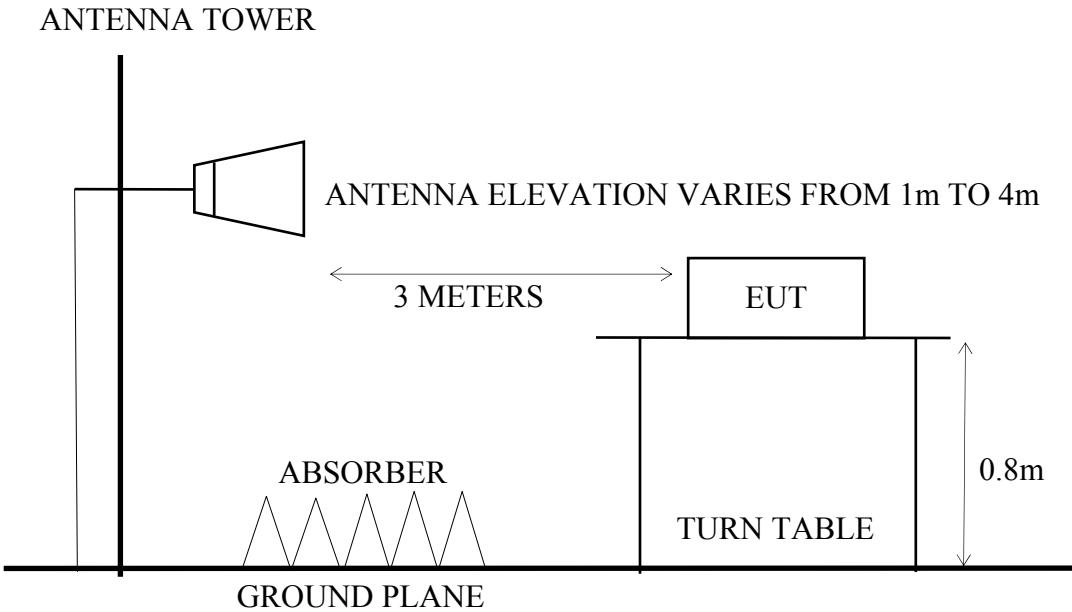 ANTENNA TOWER
ANTENNA ELEVATION VARIES FROM 1m TO 4m
3 METERS
EUT
ABSORBER
0.8m
TURN TABLE
GROUND PLANE